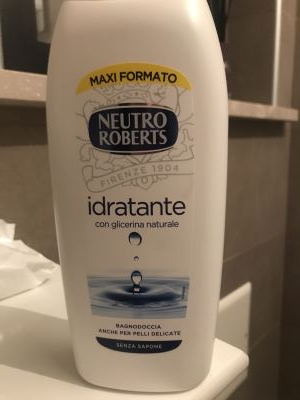 MAXI FORMATO
NEUTRO
ROBERTS
FIRENZE 1904
idratante
con glicerina naturale
BAGNODOCCIA
ANCHE PER PELLI DELICATE
SENZA SAPONE